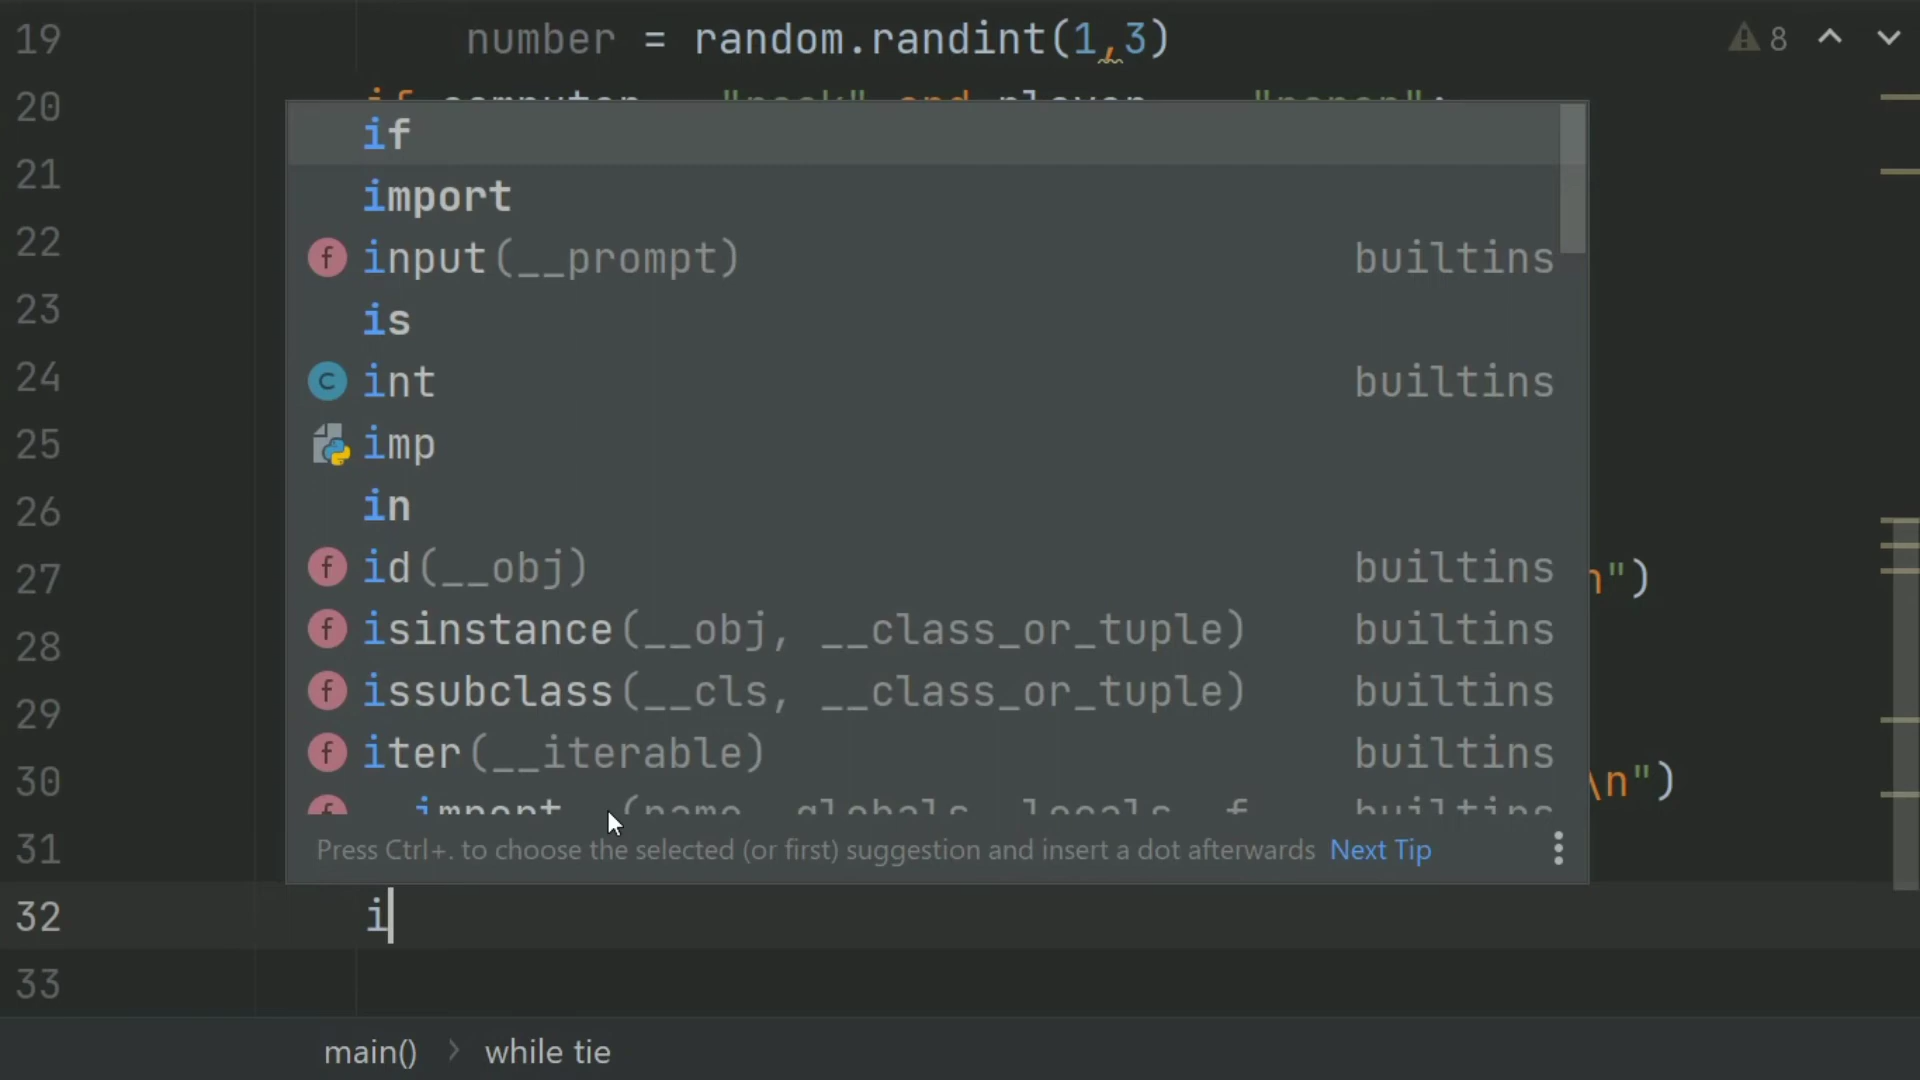 19 number = random.randint(1,3)
8
20
21
22
23
24
25
26
27 n")
28
29
30 \n")
31
32 i
33
if
import
f input(__prompt) builtins
is
C int builtins
imp
in
f id(__obj) builtins
f isinstance(__obj, __class_or_tuple) builtins
f issubclass(__cls, __class_or_tuple) builtins
f iter(__iterable) builtins
Press Ctrl+. to choose the selected (or first) suggestion and insert a dot afterwards Next Tip
main() > while tie